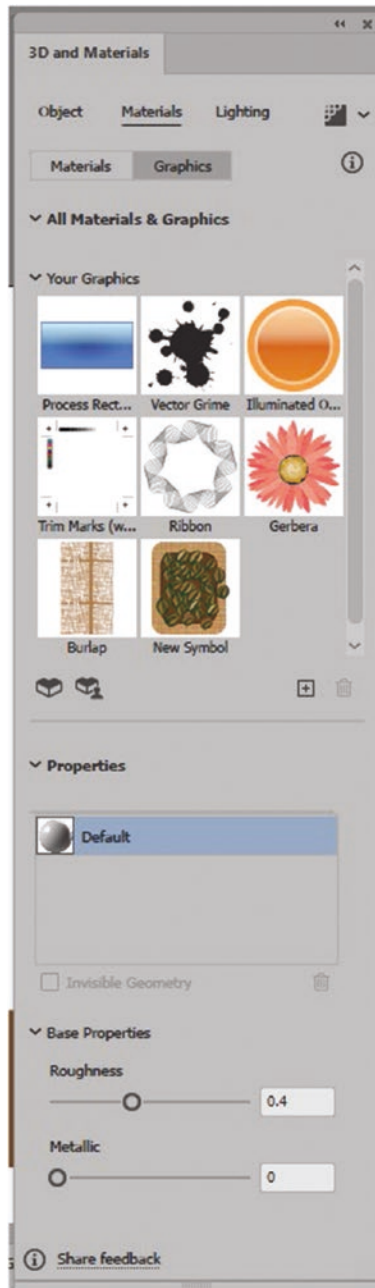 3D and Materials
Object Materials Lighting
Materials Graphics
All Materials & Graphics
Your Graphics
Process Rect... Vector Grime Illuminated O...
Trim Marks (w... Ribbon Gerbera
Burlap New Symbol
Properties
Default
Invisible Geometry
Base Properties
Roughness
0.4
Metallic
0
Share feedback